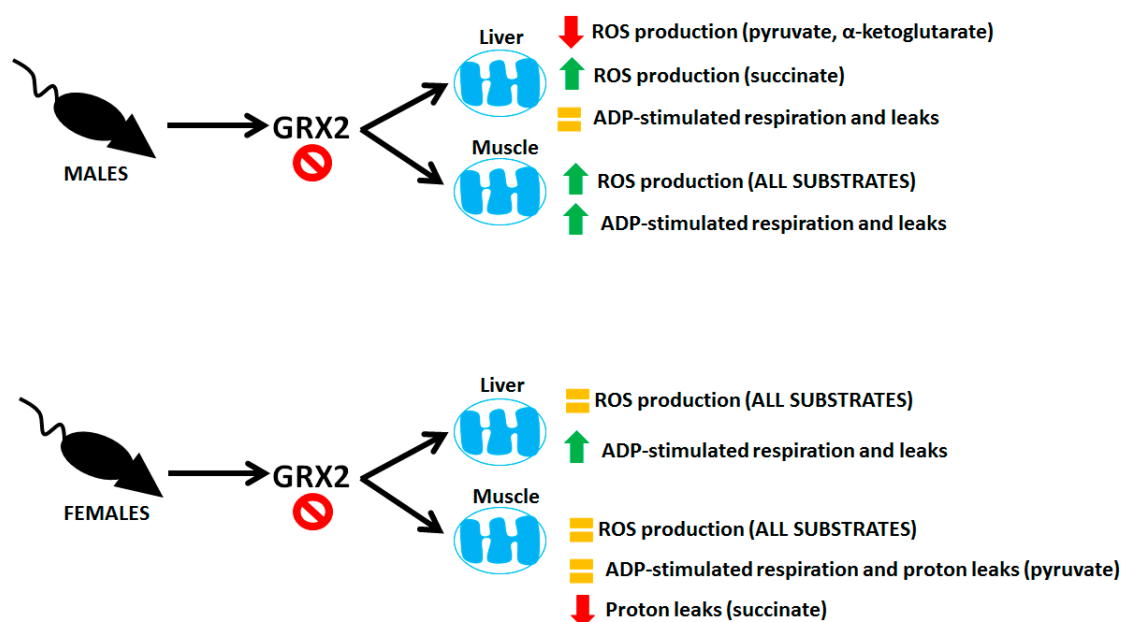 Liver
ROS production (pyruvate, α-ketoglutarate)
ROS production (succinate)
ADP-stimulated respiration and leaks
MALES
GRX2
Muscle
ROS production (ALL SUBSTRATES)
ADP-stimulated respiration and leaks
Liver
ROS production (ALL SUBSTRATES)
ADP-stimulated respiration and leaks
FEMALES
GRX2
Muscle
ROS production (ALL SUBSTRATES)
ADP-stimulated respiration and proton leaks (pyruvate)
Proton leaks (succinate)